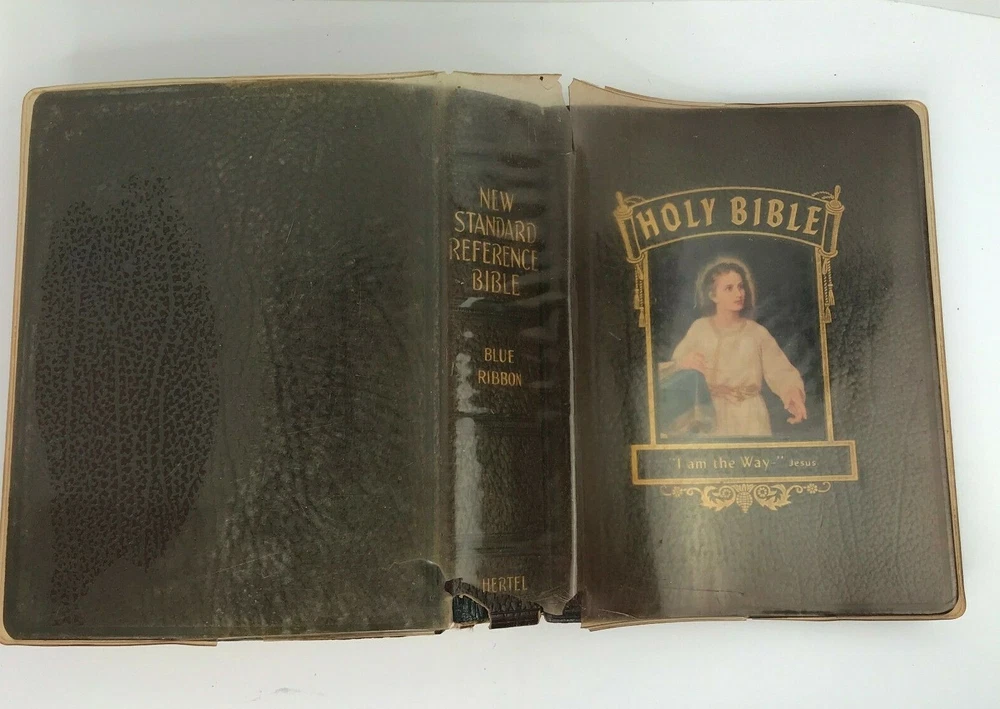 NEW
STANDARD
REFERENCE
BIBLE
BLUE
RIBBON
HERTEL
HOLY BIBLE
"I am the Way-" Jesus